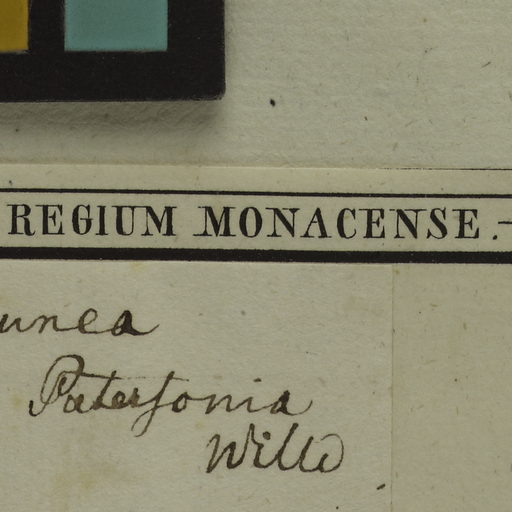 REGIUM MONACENSE.-
unea
Patersonia
Willd